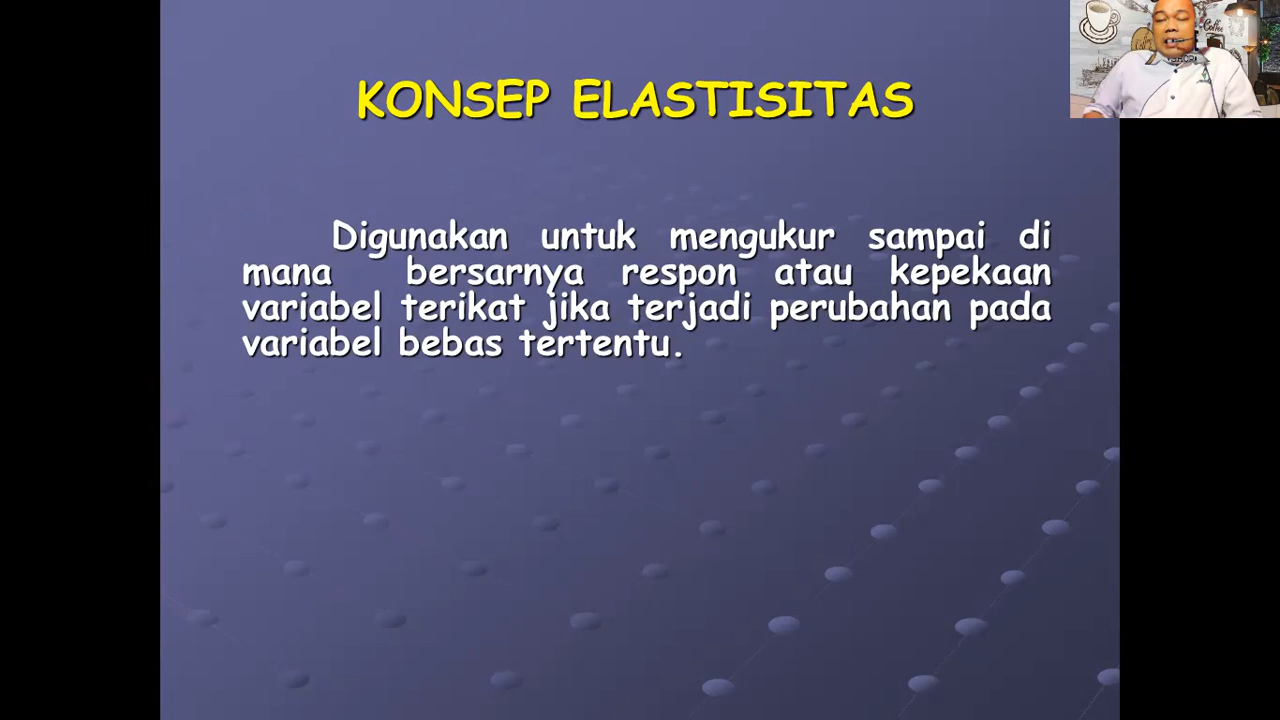 KONSEP ELASTISITAS
Digunakan untuk mengukur sampai di
mana bersarnya respon atau kepekaan
variabel terikat jika terjadi perubahan pada
variabel bebas tertentu.